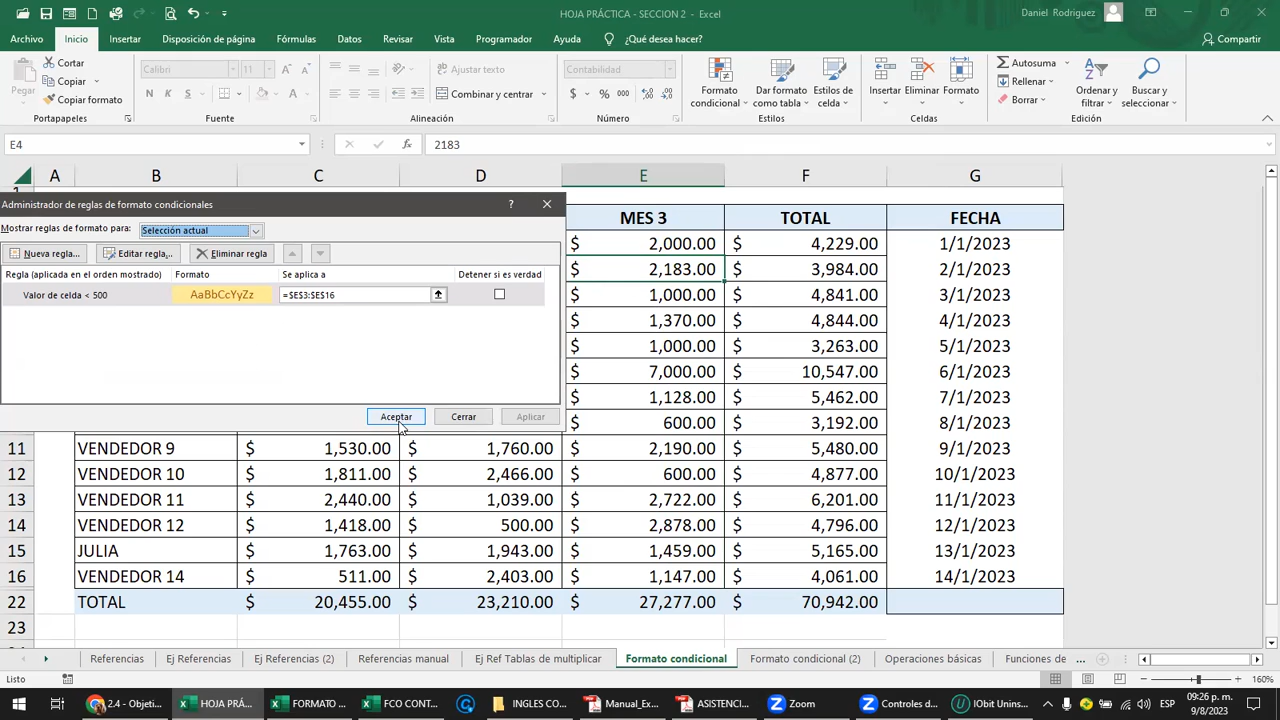 HOJA PRÁCTICA - SECCION 2 - Excel
Daniel Rodriguez
Archivo Inicio Insertar Disposición de página Fórmulas Datos Revisar Vista Programador Ayuda ¿Qué desea hacer? Compartir
Pegar
Cortar
Copiar
Copiar formato
Portapapeles
Calibri 11
N K S
Fuente
Ajustar texto
Combinar y centrar
Alineación
Contabilidad
$ % 000
Número
Formato condicional
Dar formato como tabla
Estilos de celda
Estilos
Insertar Eliminar Formato
Celdas
Autosuma
Rellenar
Borrar
Ordenar y filtrar
Buscar y seleccionar
Edición
E4 fx 2183
A B C D E F G
Administrador de reglas de formato condicionales ? ×
Mostrar reglas de formato para: Selección actual
Nueva regla... Editar regla... Eliminar regla
Regla (aplicada en el orden mostrado) Formato Se aplica a Detener si es verdad
Valor de celda < 500 AaBbCcYyZz =$E$3:$E$16
Aceptar Cerrar Aplicar
MES 3 TOTAL FECHA
$ 2,000.00 $ 4,229.00 1/1/2023
$ 2,183.00 $ 3,984.00 2/1/2023
$ 1,000.00 $ 4,841.00 3/1/2023
$ 1,370.00 $ 4,844.00 4/1/2023
$ 1,000.00 $ 3,263.00 5/1/2023
$ 7,000.00 $ 10,547.00 6/1/2023
$ 1,128.00 $ 5,462.00 7/1/2023
$ 600.00 $ 3,192.00 8/1/2023
11 VENDEDOR 9 $ 1,530.00 $ 1,760.00 $ 2,190.00 $ 5,480.00 9/1/2023
12 VENDEDOR 10 $ 1,811.00 $ 2,466.00 $ 600.00 $ 4,877.00 10/1/2023
13 VENDEDOR 11 $ 2,440.00 $ 1,039.00 $ 2,722.00 $ 6,201.00 11/1/2023
14 VENDEDOR 12 $ 1,418.00 $ 500.00 $ 2,878.00 $ 4,796.00 12/1/2023
15 JULIA $ 1,763.00 $ 1,943.00 $ 1,459.00 $ 5,165.00 13/1/2023
16 VENDEDOR 14 $ 511.00 $ 2,403.00 $ 1,147.00 $ 4,061.00 14/1/2023
22 TOTAL $ 20,455.00 $ 23,210.00 $ 27,277.00 $ 70,942.00
23
Referencias Ej Referencias Ej Referencias (2) Referencias manual Ej Ref Tablas de multiplicar Formato condicional Formato condicional (2) Operaciones básicas Funciones de ...
Listo 160%
2.4 - Objeti... HOJA PRÁ... FORMATO ... FCO CONT... INGLES CO... Manual_Ex... ASISTENCI... Zoom Controles d... IObit Unins... ESP 09:26 p. m.
9/8/2023